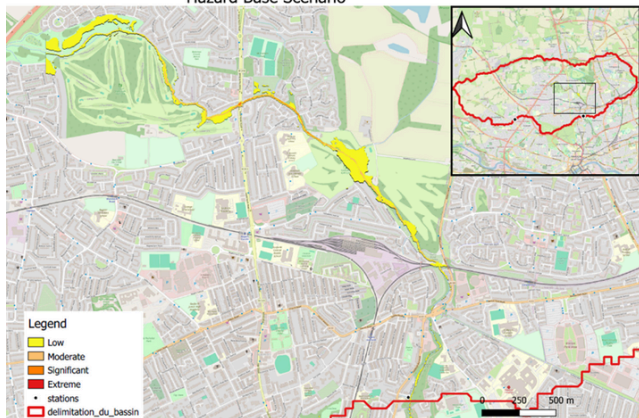 Hazard Base Scenario
Legend
Low
Moderate
Significant
Extreme
stations
delimitation_du_bassin
0 250 500 m